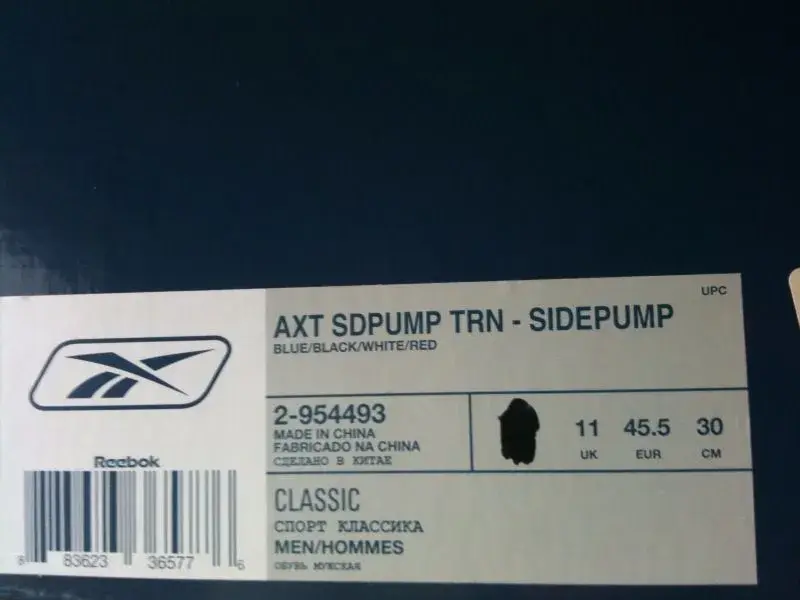 UPC
AXT SDPUMP TRN - SIDEPUMP
BLUE/BLACK/WHITE/RED
2-954493
MADE IN CHINA
FABRICADO NA CHINA
СДЕЛАНО В КИТАЕ
11 45.5 30
UK EUR CM
Reebok
8 83623 36577 6
CLASSIC
СПОРТ КЛАССИКА
MEN/HOMMES
ОБУВЬ МУЖСКАЯ